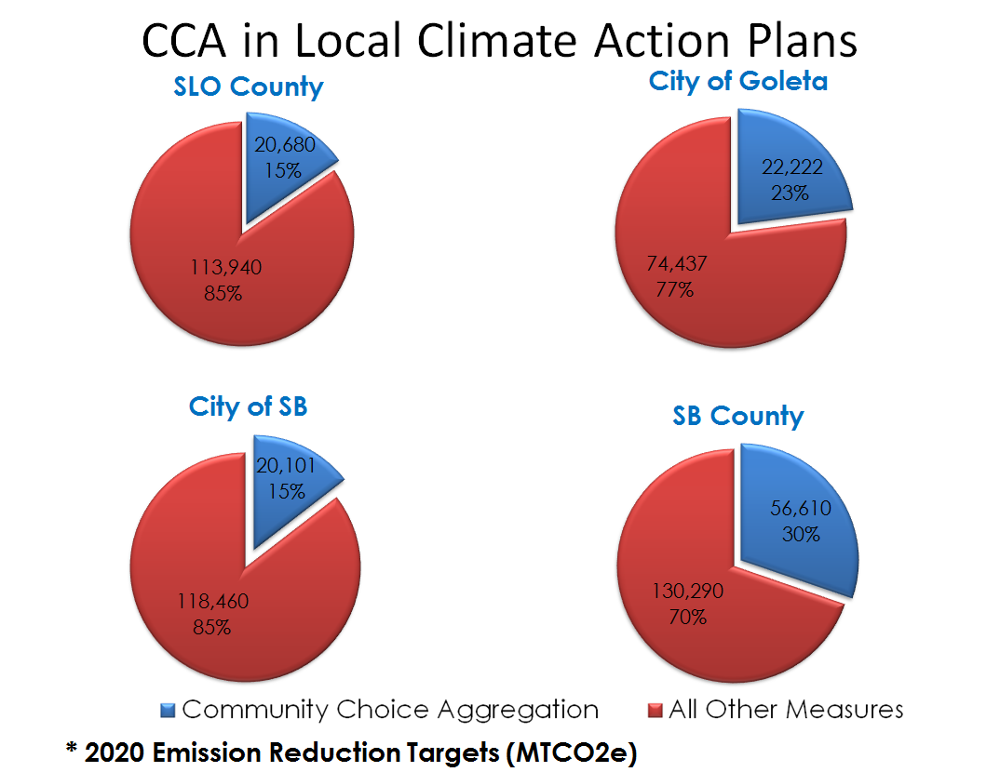 CCA in Local Climate Action Plans
SLO County
20,680
15%
113,940
85%
City of Goleta
22,222
23%
74,437
77%
City of SB
20,101
15%
118,460
85%
SB County
56,610
30%
130,290
70%
Community Choice Aggregation
All Other Measures
* 2020 Emission Reduction Targets (MTCO2e)